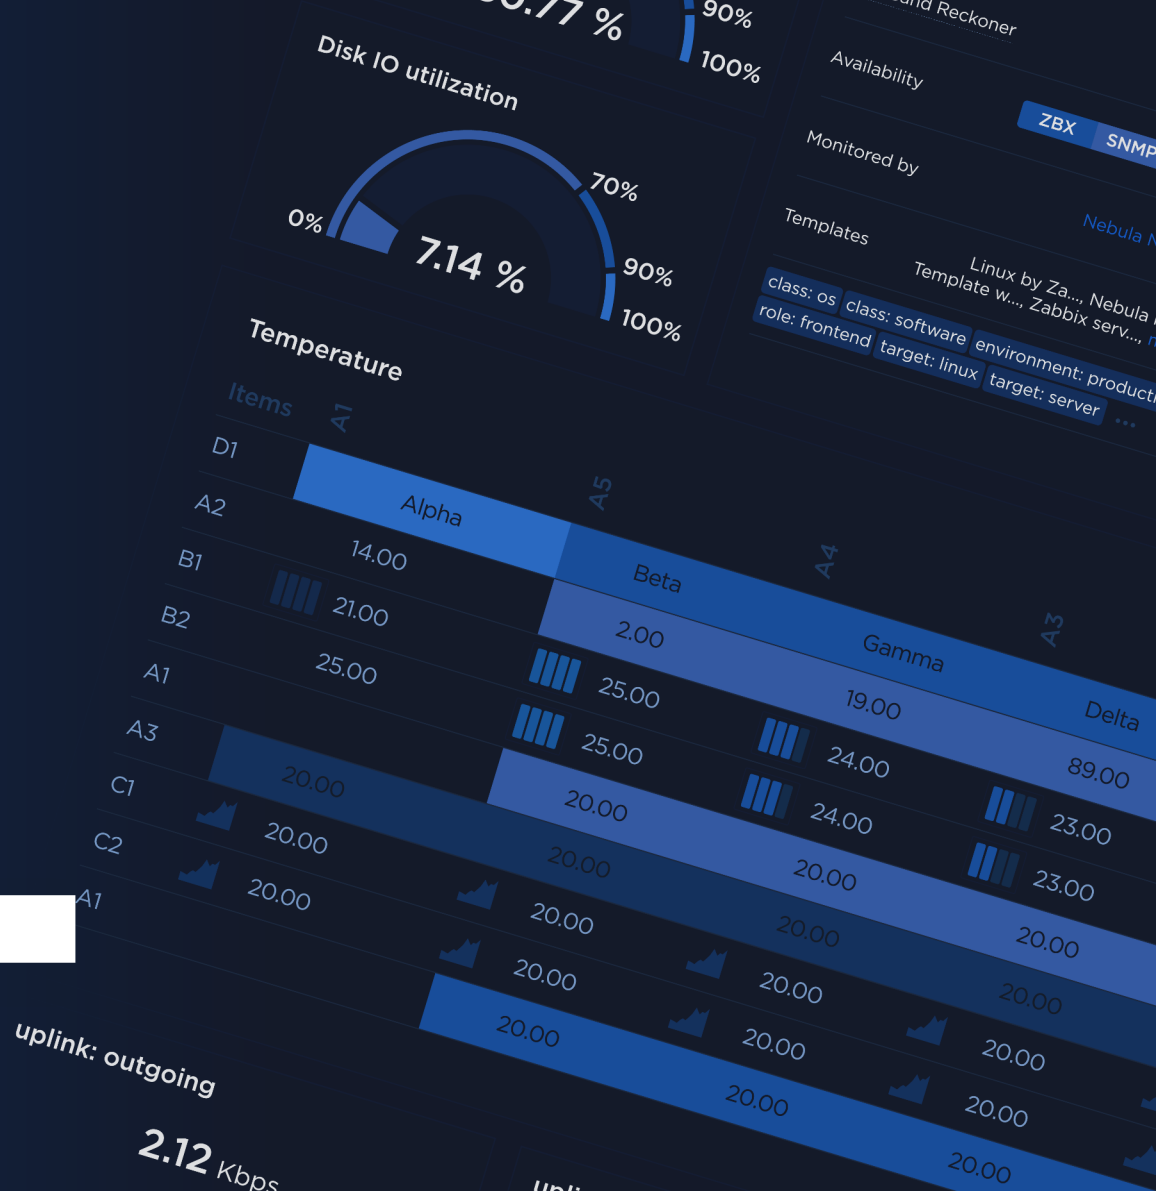 90%
100%
Disk IO utilization
0%
70%
7.14 %
90%
100%
Reckoner
Availability
ZBX SNMP
Monitored by
Nebula
Templates
Linux by Za..., Nebula
Template w..., Zabbix serv...,
class: os class: software environment:
role: frontend target: linux target: server ...
Temperature
Items A1 A5 A4 A3
D1 Alpha Beta Gamma Delta
A2 14.00 2.00 19.00 89.00
B1 21.00 25.00 24.00 23.00
B2 25.00 25.00 24.00 23.00
A1 20.00 20.00 20.00
A3 20.00 20.00 20.00 20.00
C1 20.00 20.00 20.00 20.00
C2 20.00 20.00 20.00 20.00
A1 20.00 20.00 20.00
uplink: outgoing
2.12 Kbps